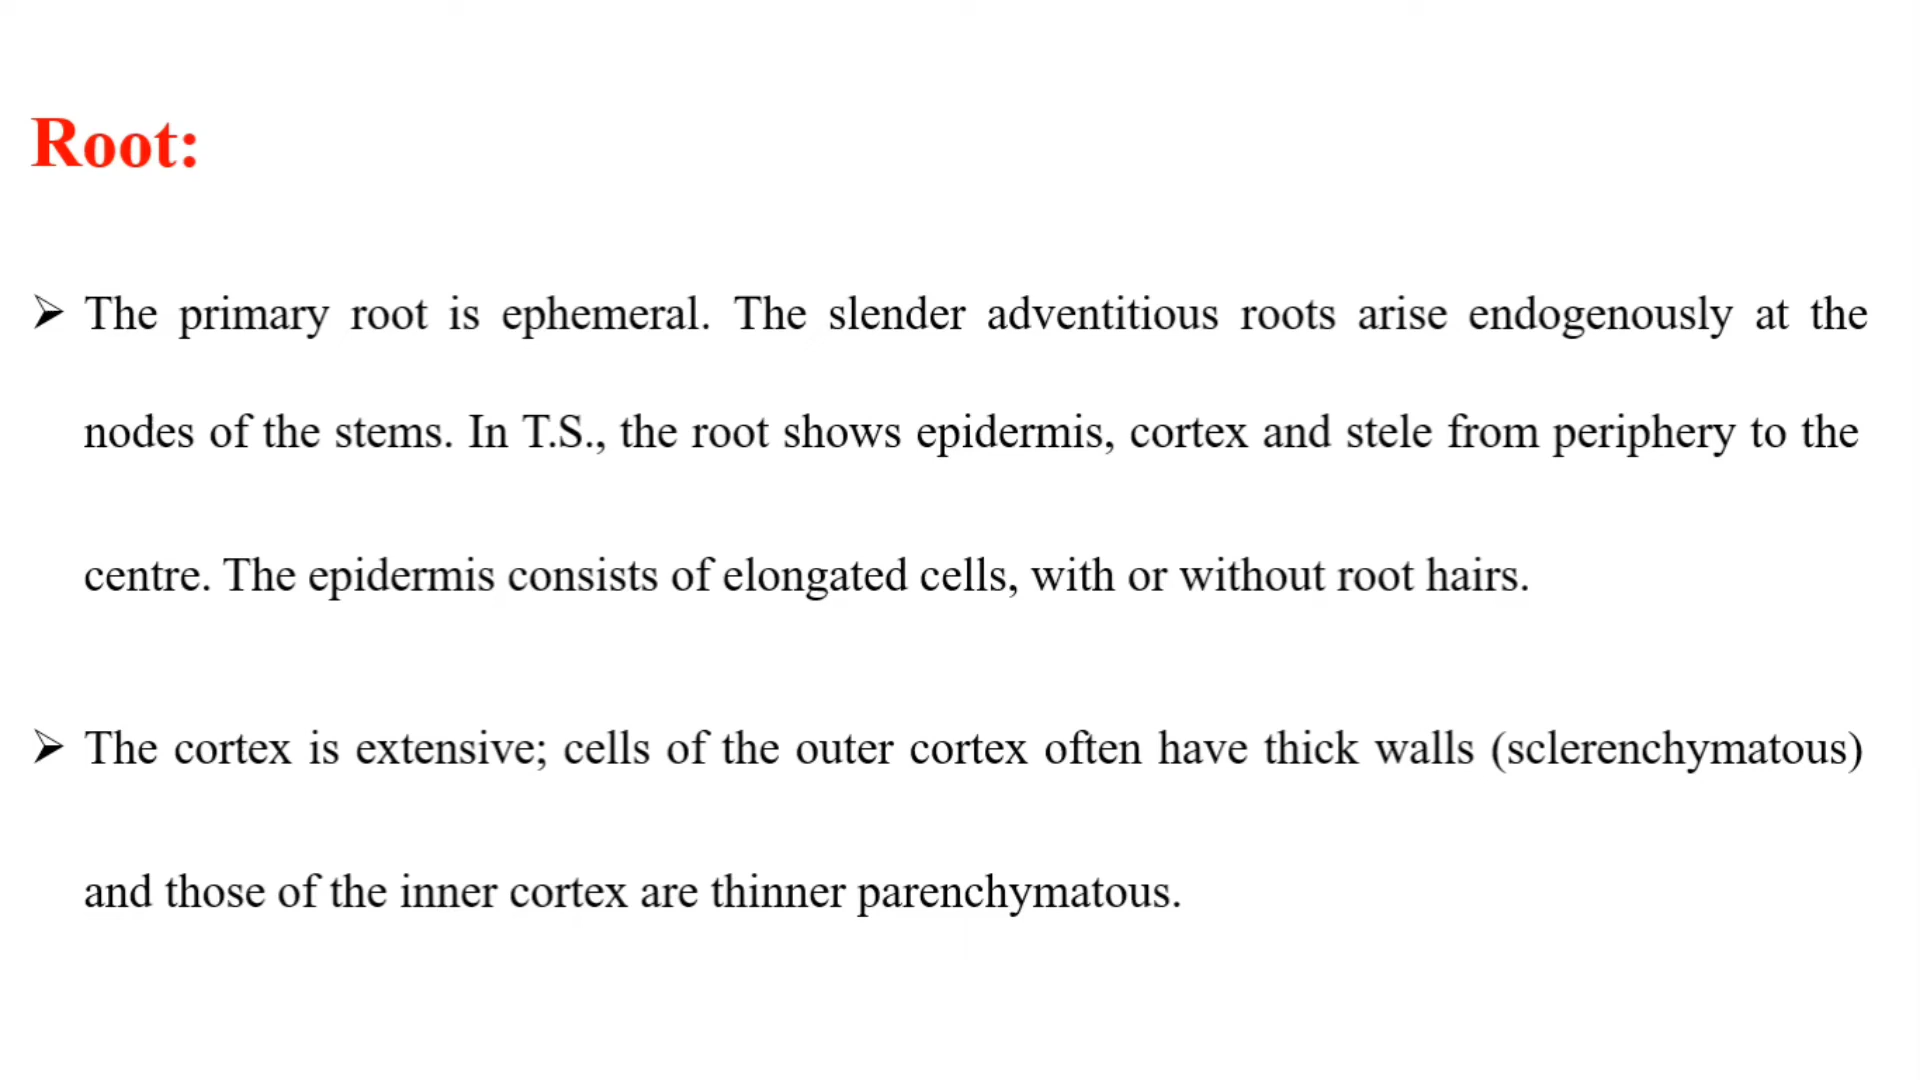 Root:
➢ The primary root is ephemeral. The slender adventitious roots arise endogenously at the
nodes of the stems. In T.S., the root shows epidermis, cortex and stele from periphery to the
centre. The epidermis consists of elongated cells, with or without root hairs.
➢ The cortex is extensive; cells of the outer cortex often have thick walls (sclerenchymatous)
and those of the inner cortex are thinner parenchymatous.